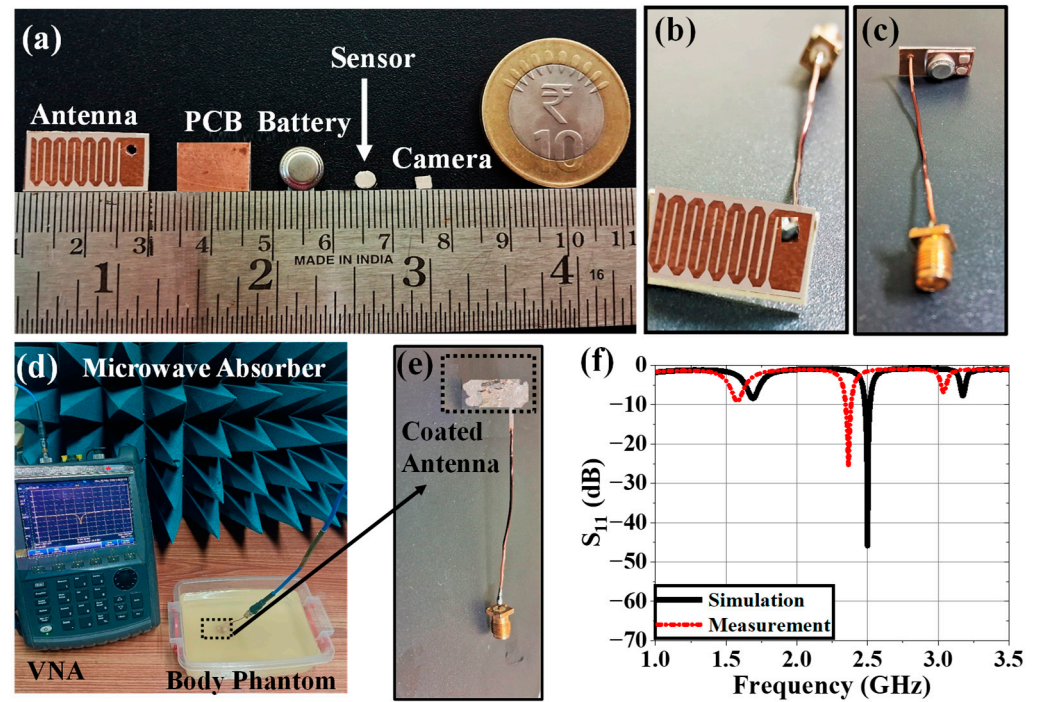 (a)
Sensor
Antenna
PCB Battery
Camera
₹
10
1 2 3 4 5 6 7 8 9 10 11
MADE IN INDIA
1 2 3 4 16
(b)
(c)
(d)
Microwave Absorber
VNA
Body Phantom
(e)
Coated
Antenna
(f)
0
−10
−20
−30
−40
−50
−60
−70
S11 (dB)
Simulation
Measurement
1.0 1.5 2.0 2.5 3.0 3.5
Frequency (GHz)